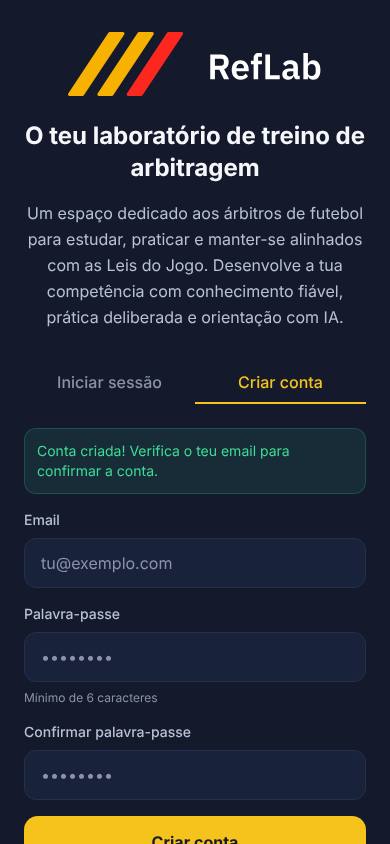 RefLab
O teu laboratório de treino de
arbitragem
Um espaço dedicado aos árbitros de futebol
para estudar, praticar e manter-se alinhados
com as Leis do Jogo. Desenvolve a tua
competência com conhecimento fiável,
prática deliberada e orientação com IA.
Iniciar sessão
Criar conta
Conta criada! Verifica o teu email para
confirmar a conta.
Email
tu@exemplo.com
Palavra-passe
••••••••
Mínimo de 6 caracteres
Confirmar palavra-passe
••••••••
Criar conta